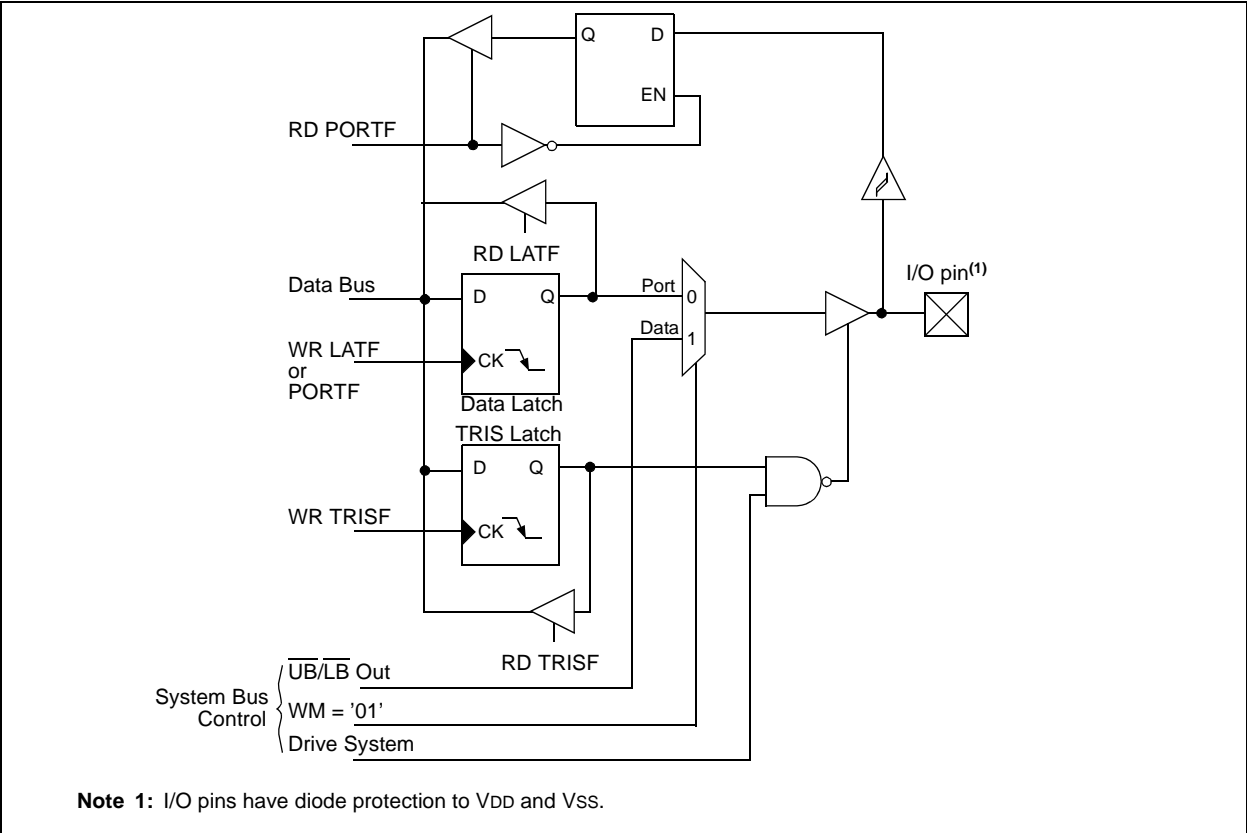 Q D
EN
RD PORTF
RD LATF
I/O pin(1)
Data Bus
D Q
Port 0
Data 1
WR LATF
or
PORTF
CK
Data Latch
TRIS Latch
D Q
WR TRISF
CK
RD TRISF
U̅B̅/L̅B̅ Out
System Bus
Control
WM = '01'
Drive System
Note 1: I/O pins have diode protection to VDD and VSS.